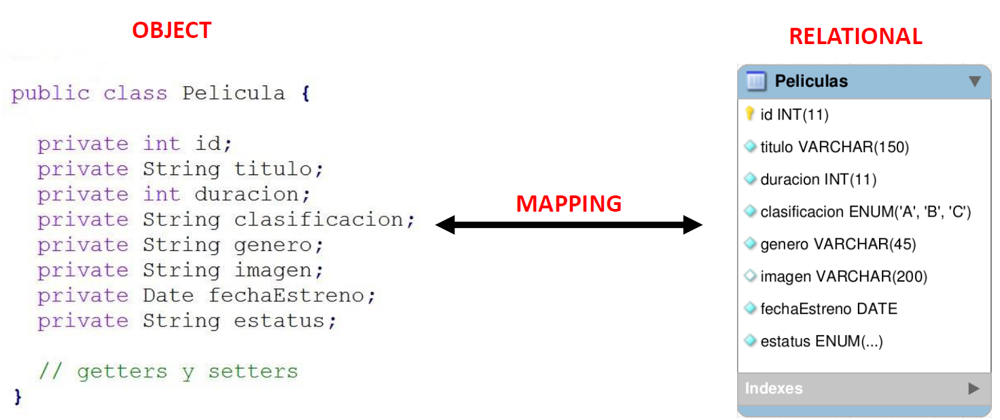 OBJECT
public class Pelicula {
private int id;
private String titulo;
private int duracion;
private String clasificacion;
private String genero;
private String imagen;
private Date fechaEstreno;
private String estatus;
// getters y setters
}
MAPPING
RELATIONAL
Peliculas
id INT(11)
titulo VARCHAR(150)
duracion INT(11)
clasificacion ENUM('A', 'B', 'C')
genero VARCHAR(45)
imagen VARCHAR(200)
fechaEstreno DATE
estatus ENUM(...)
Indexes